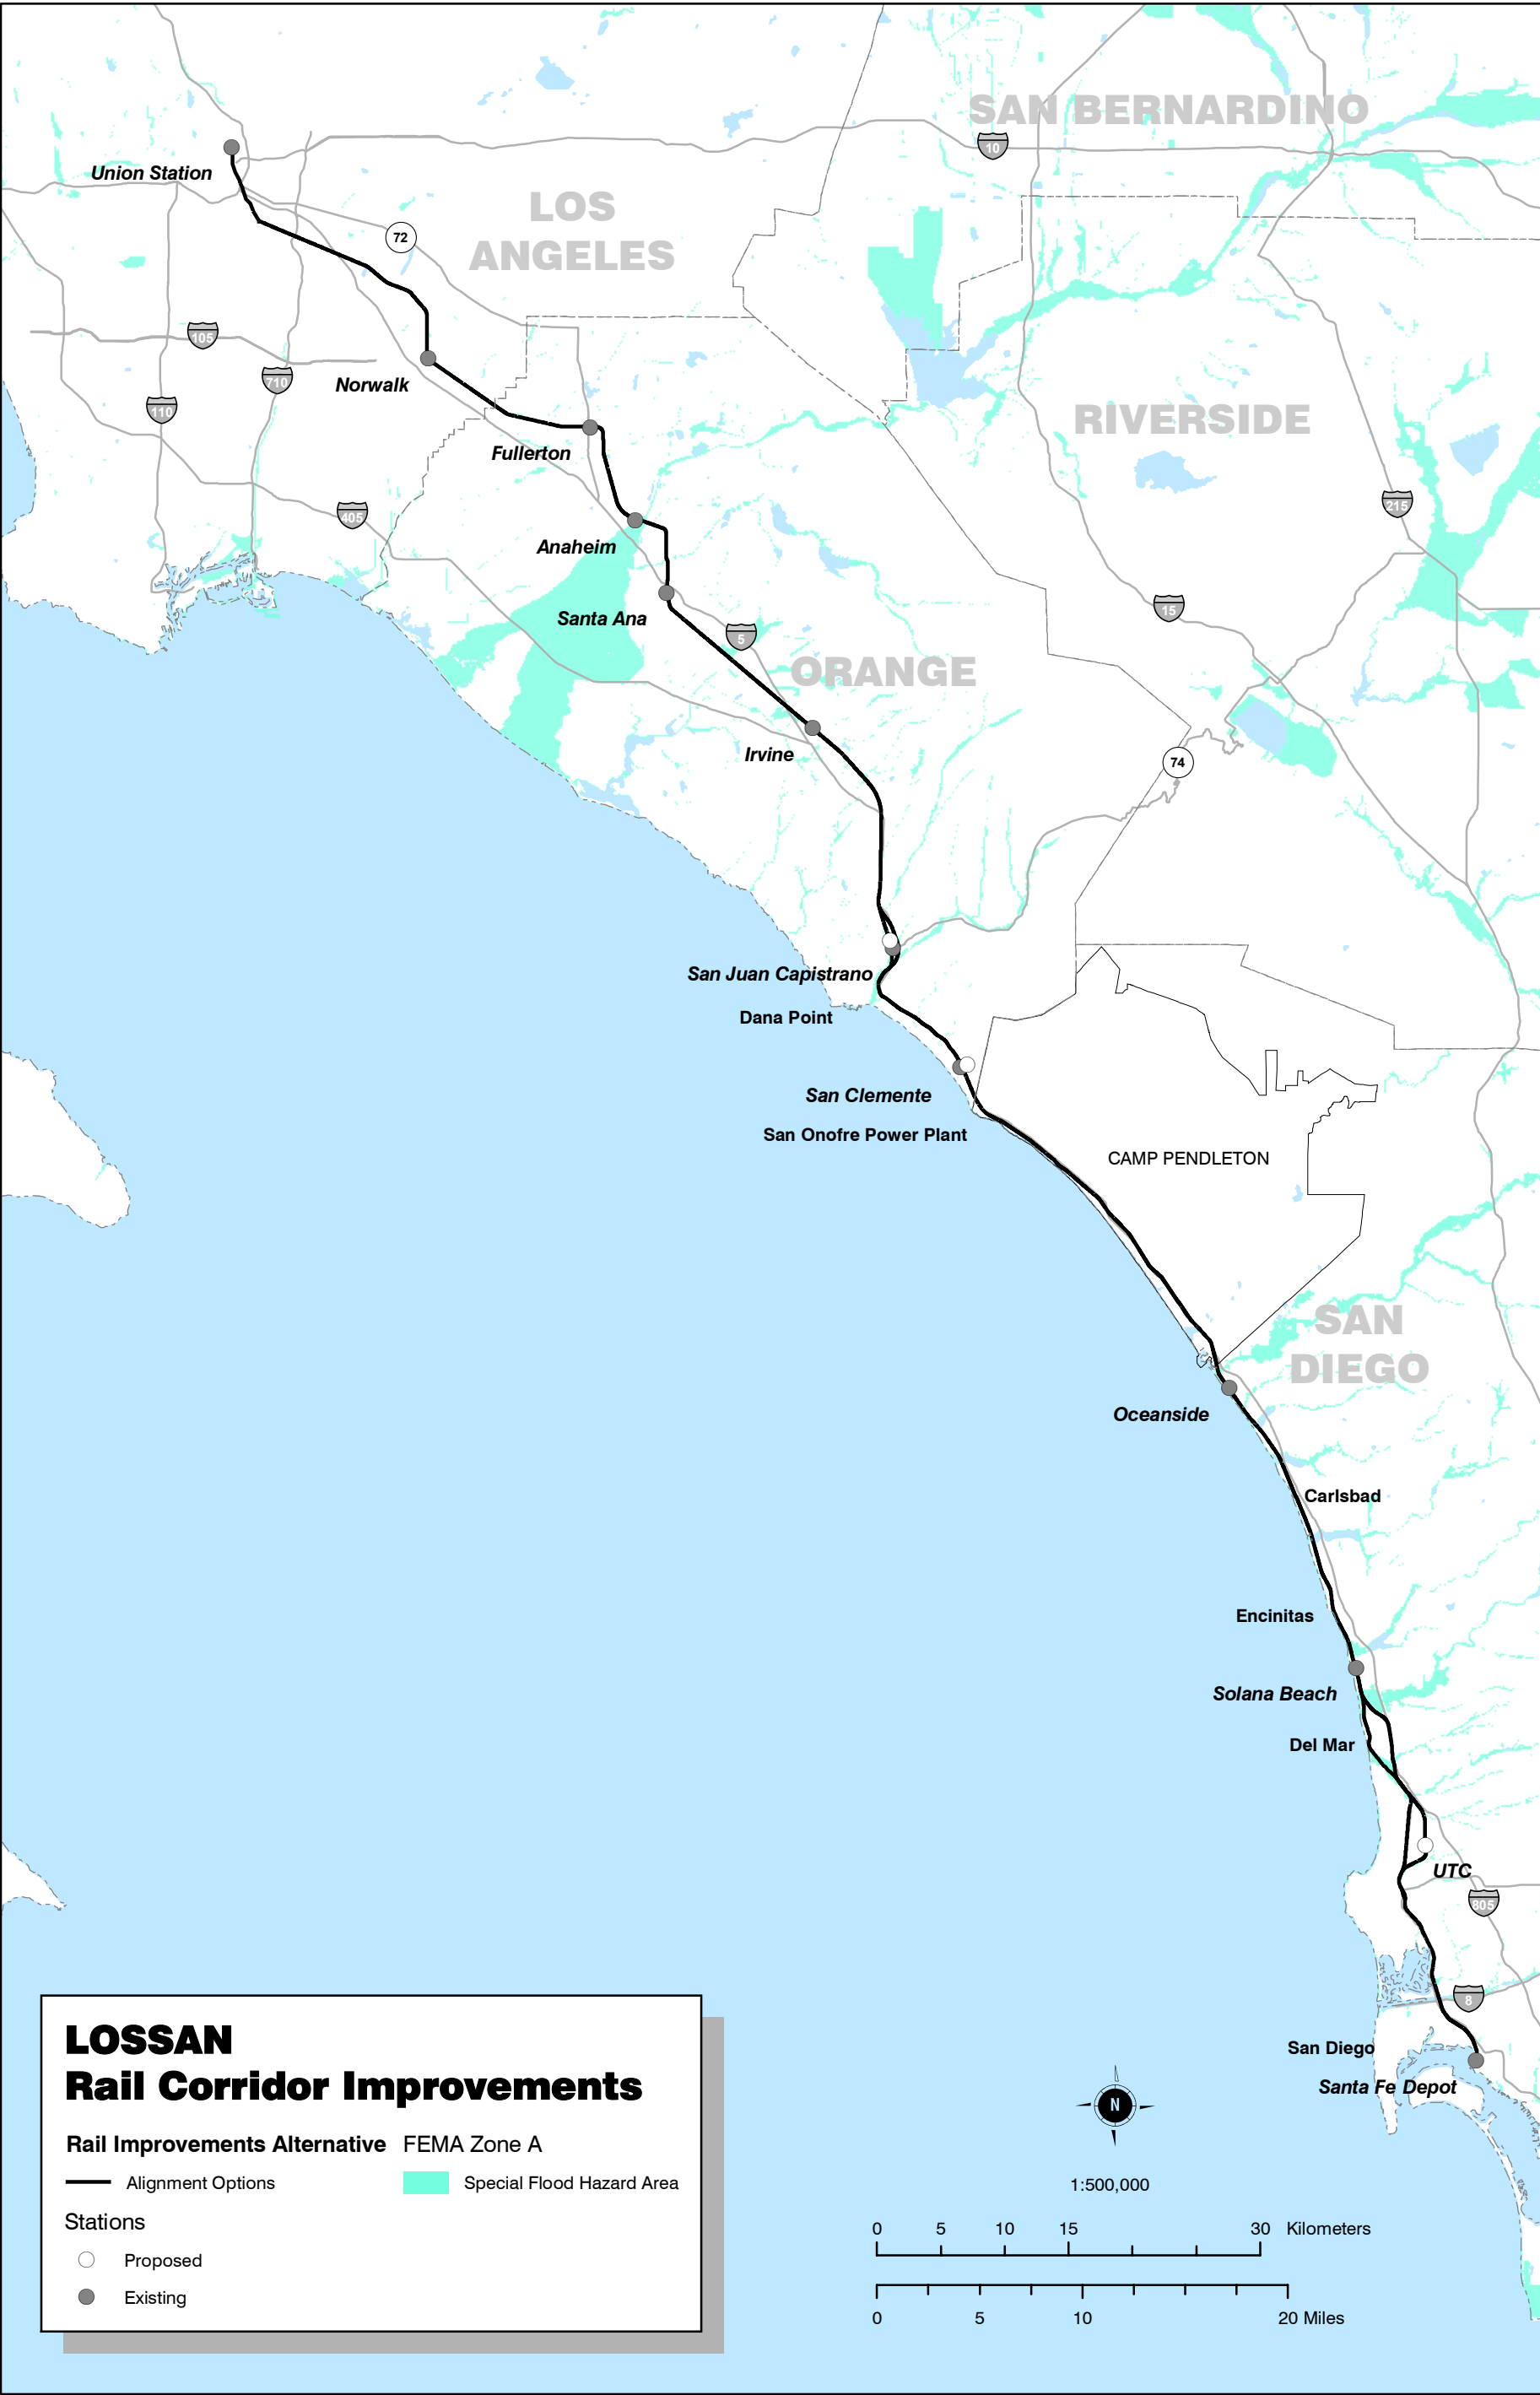 SAN BERNARDINO
10
Union Station
LOS
ANGELES
72
105
710
Norwalk
110
RIVERSIDE
Fullerton
405
215
Anaheim
15
Santa Ana
5
ORANGE
Irvine
74
San Juan Capistrano
Dana Point
San Clemente
San Onofre Power Plant
CAMP PENDLETON
SAN
DIEGO
Oceanside
Carlsbad
Encinitas
Solana Beach
Del Mar
UTC
805
8
San Diego
Santa Fe Depot
LOSSAN
Rail Corridor Improvements
Rail Improvements Alternative FEMA Zone A
Alignment Options Special Flood Hazard Area
Stations
Proposed
Existing
N
1:500,000
0 5 10 15 30 Kilometers
0 5 10 20 Miles